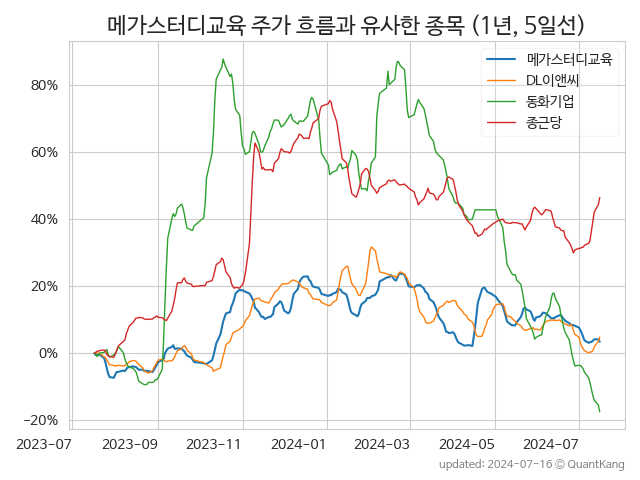 메가스터디교육 주가 흐름과 유사한 종목 (1년, 5일선)
메가스터디교육
DL이앤씨
동화기업
종근당
80%
60%
40%
20%
0%
−20%
2023-07 2023-09 2023-11 2024-01 2024-03 2024-05 2024-07
updated: 2024-07-16 © QuantKang